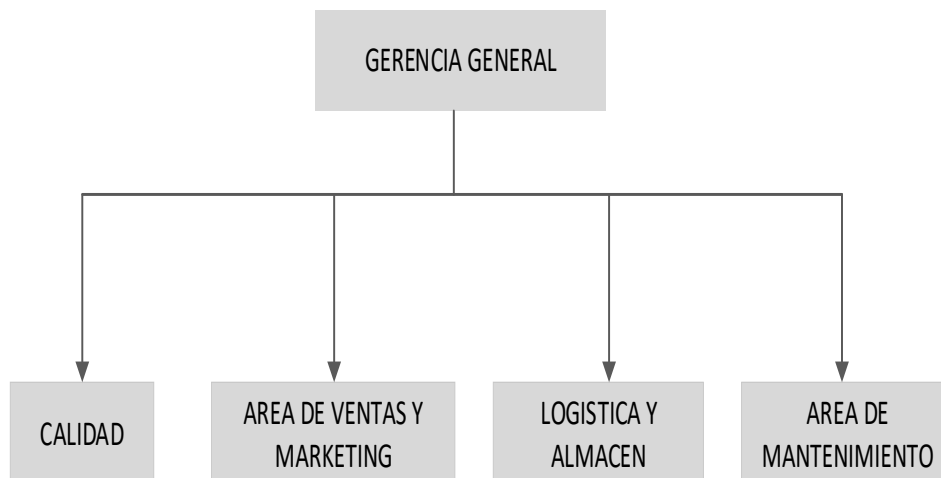 GERENCIA GENERAL
CALIDAD
AREA DE VENTAS Y
MARKETING
LOGISTICA Y
ALMACEN
AREA DE
MANTENIMIENTO